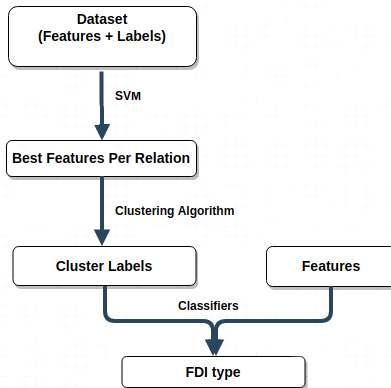 Dataset
(Features + Labels)
SVM
Best Features Per Relation
Clustering Algorithm
Cluster Labels
Features
Classifiers
FDI type